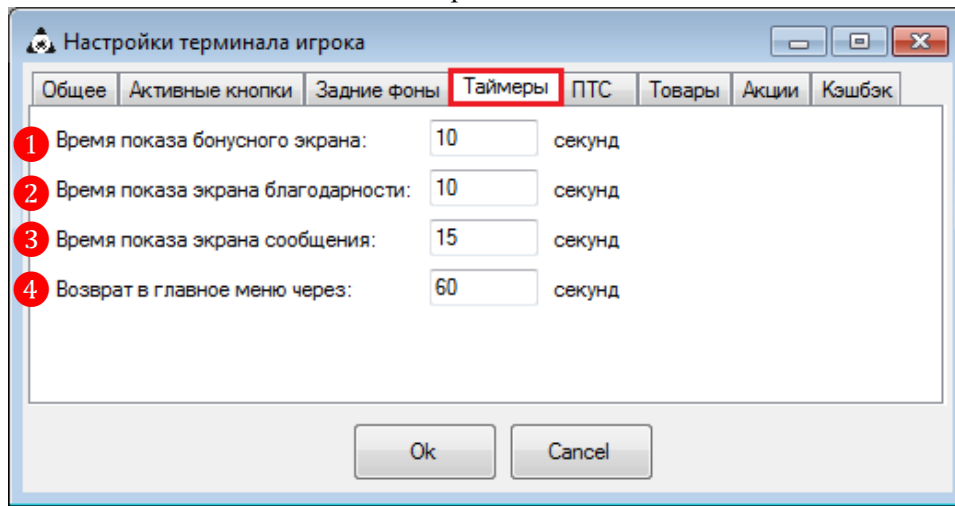 Настройки терминала игрока
Общее Активные кнопки Задние фоны Таймеры ПТС Товары Акции Кэшбэк
1 Время показа бонусного экрана: 10 секунд
2 Время показа экрана благодарности: 10 секунд
3 Время показа экрана сообщения: 15 секунд
4 Возврат в главное меню через: 60 секунд
Ok Cancel